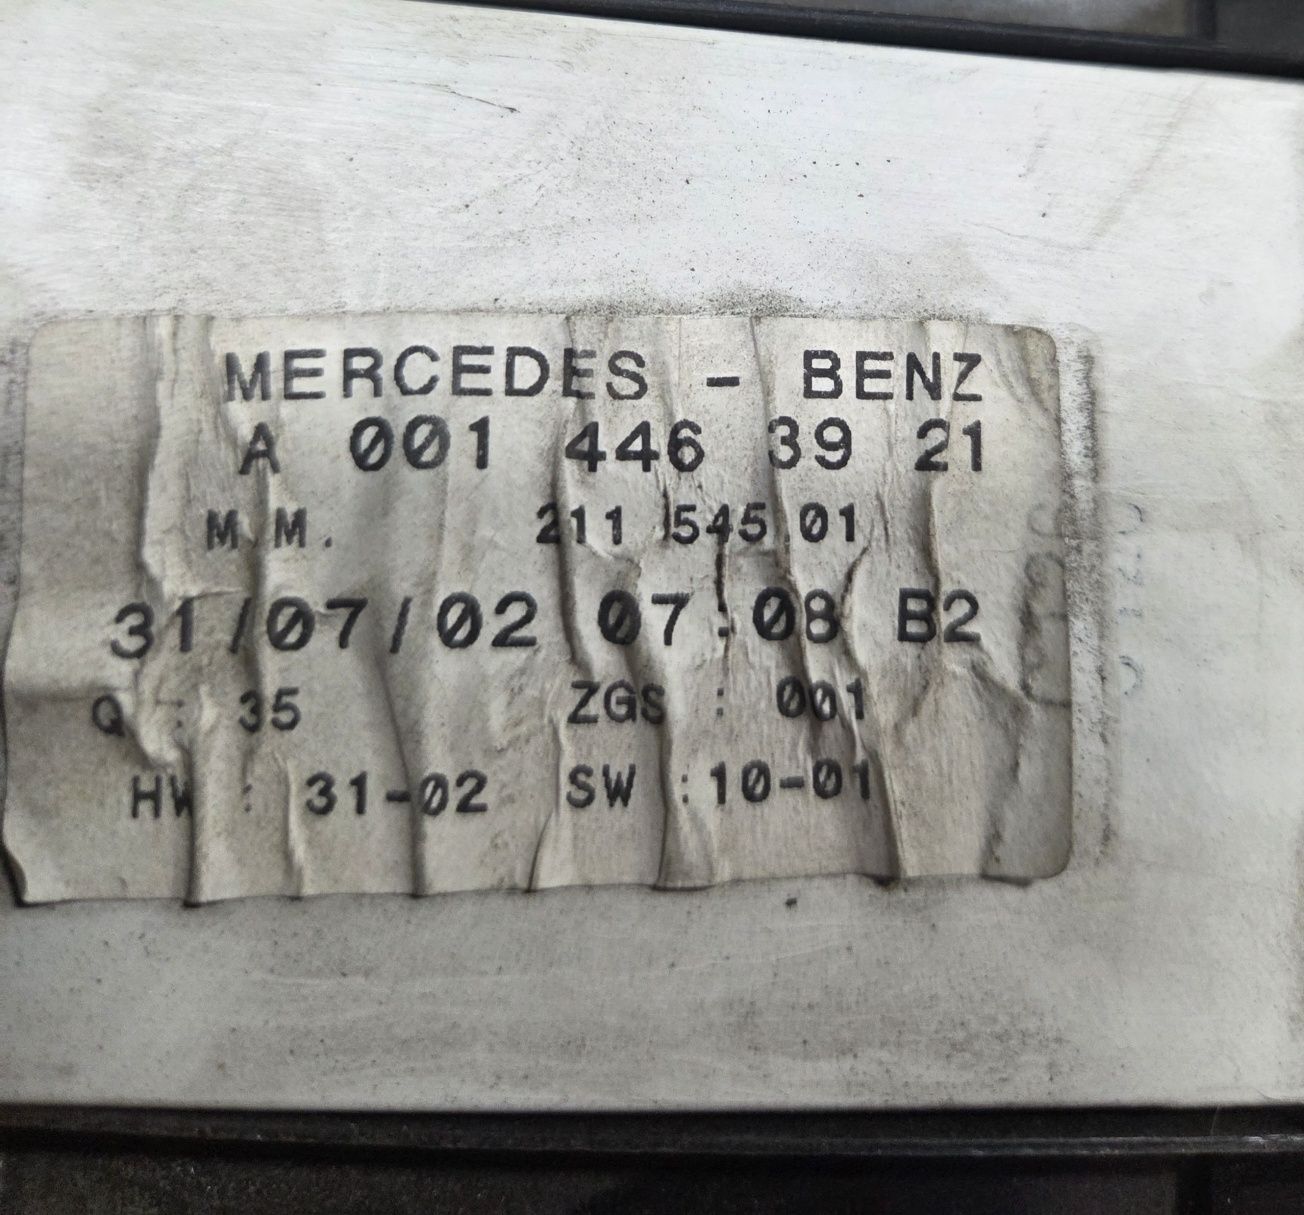 MERCEDES - BENZ
A 001 446 39 21
M.M. 211 545 01
31/07/02 07:08 B2
Q : 35 ZGS : 001
HW : 31-02 SW :10-01